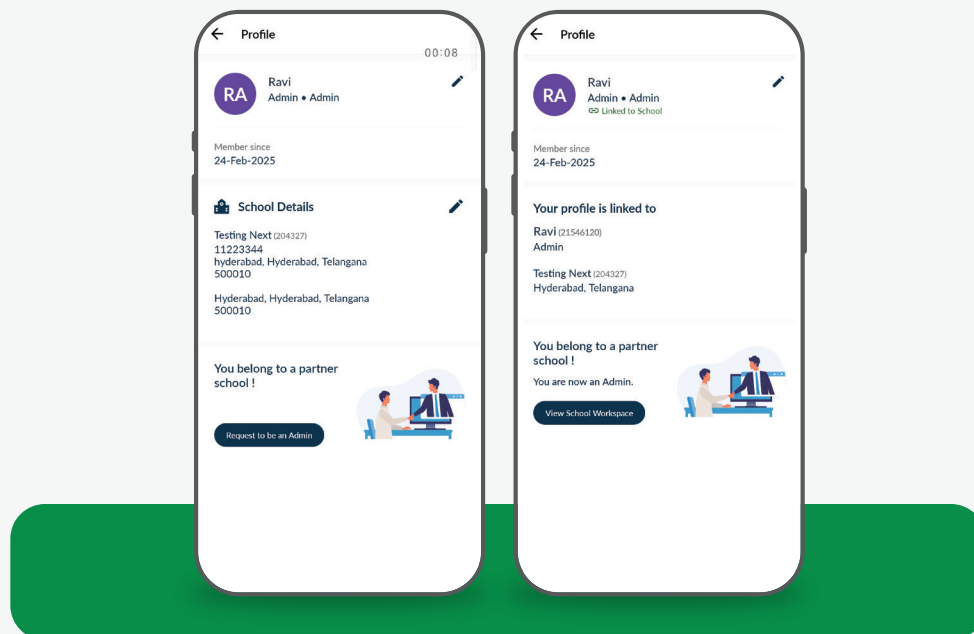 Profile
00:08
RA
Ravi
Admin • Admin
Member since
24-Feb-2025
School Details
Testing Next (204327)
11223344
hyderabad, Hyderabad, Telangana
500010
Hyderabad, Hyderabad, Telangana
500010
You belong to a partner
school !
Request to be an Admin
Profile
RA
Ravi
Admin • Admin
Linked to School
Member since
24-Feb-2025
Your profile is linked to
Ravi (21546120)
Admin
Testing Next (204327)
Hyderabad, Telangana
You belong to a partner
school !
You are now an Admin.
View School Workspace